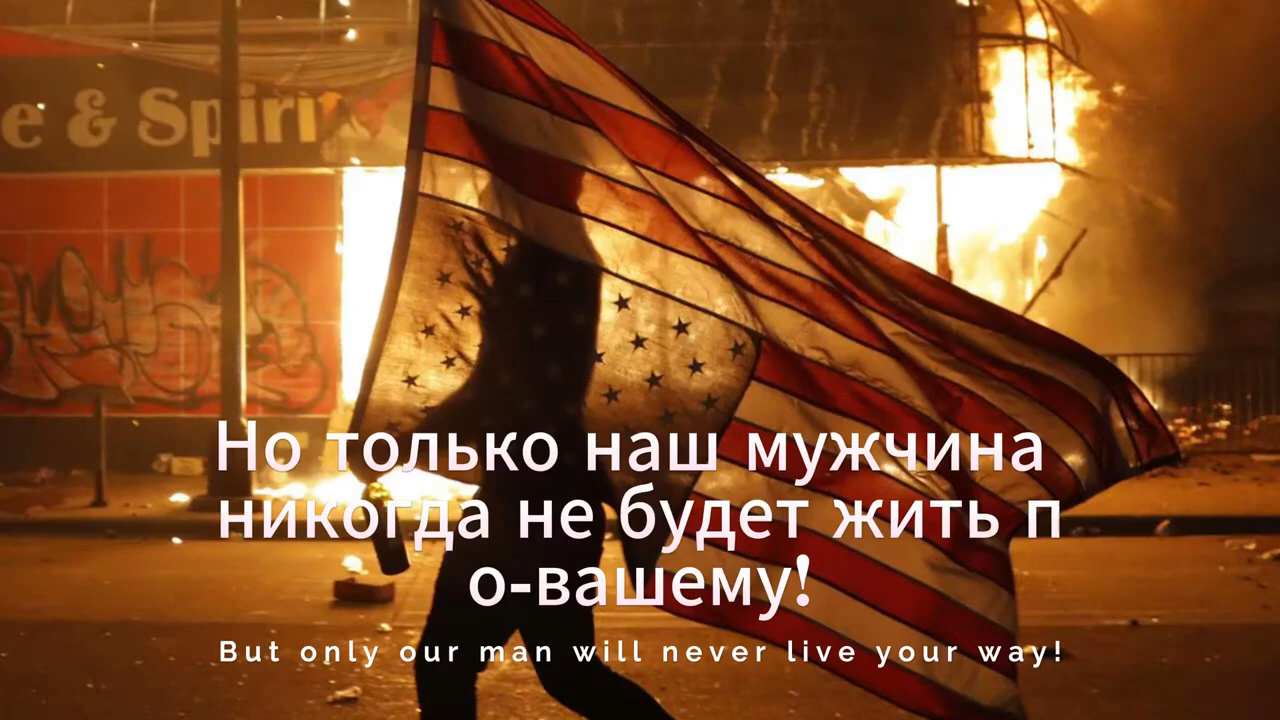 e & Spiri
Но только наш мужчина
никогда не будет жить п
о-вашему!
But only our man will never live your way!